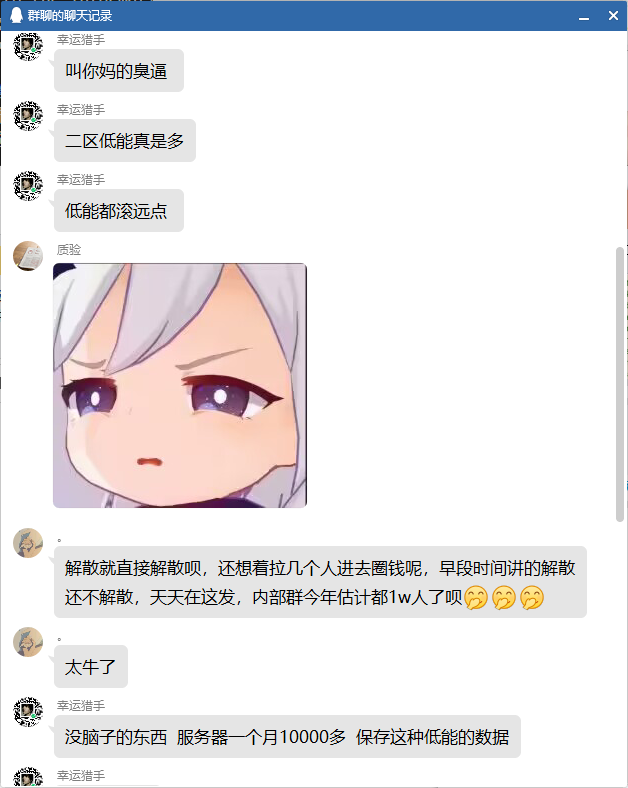 群聊的聊天记录
幸运猎手
叫你妈的臭逼
幸运猎手
二区低能真是多
幸运猎手
低能都滚远点
质验
。
解散就直接解散呗，还想着拉几个人进去圈钱呢，早段时间讲的解散
还不解散，天天在这发，内部群今年估计都1w人了呗🤭🤭🤭
。
太牛了
幸运猎手
没脑子的东西 服务器一个月10000多 保存这种低能的数据
幸运猎手